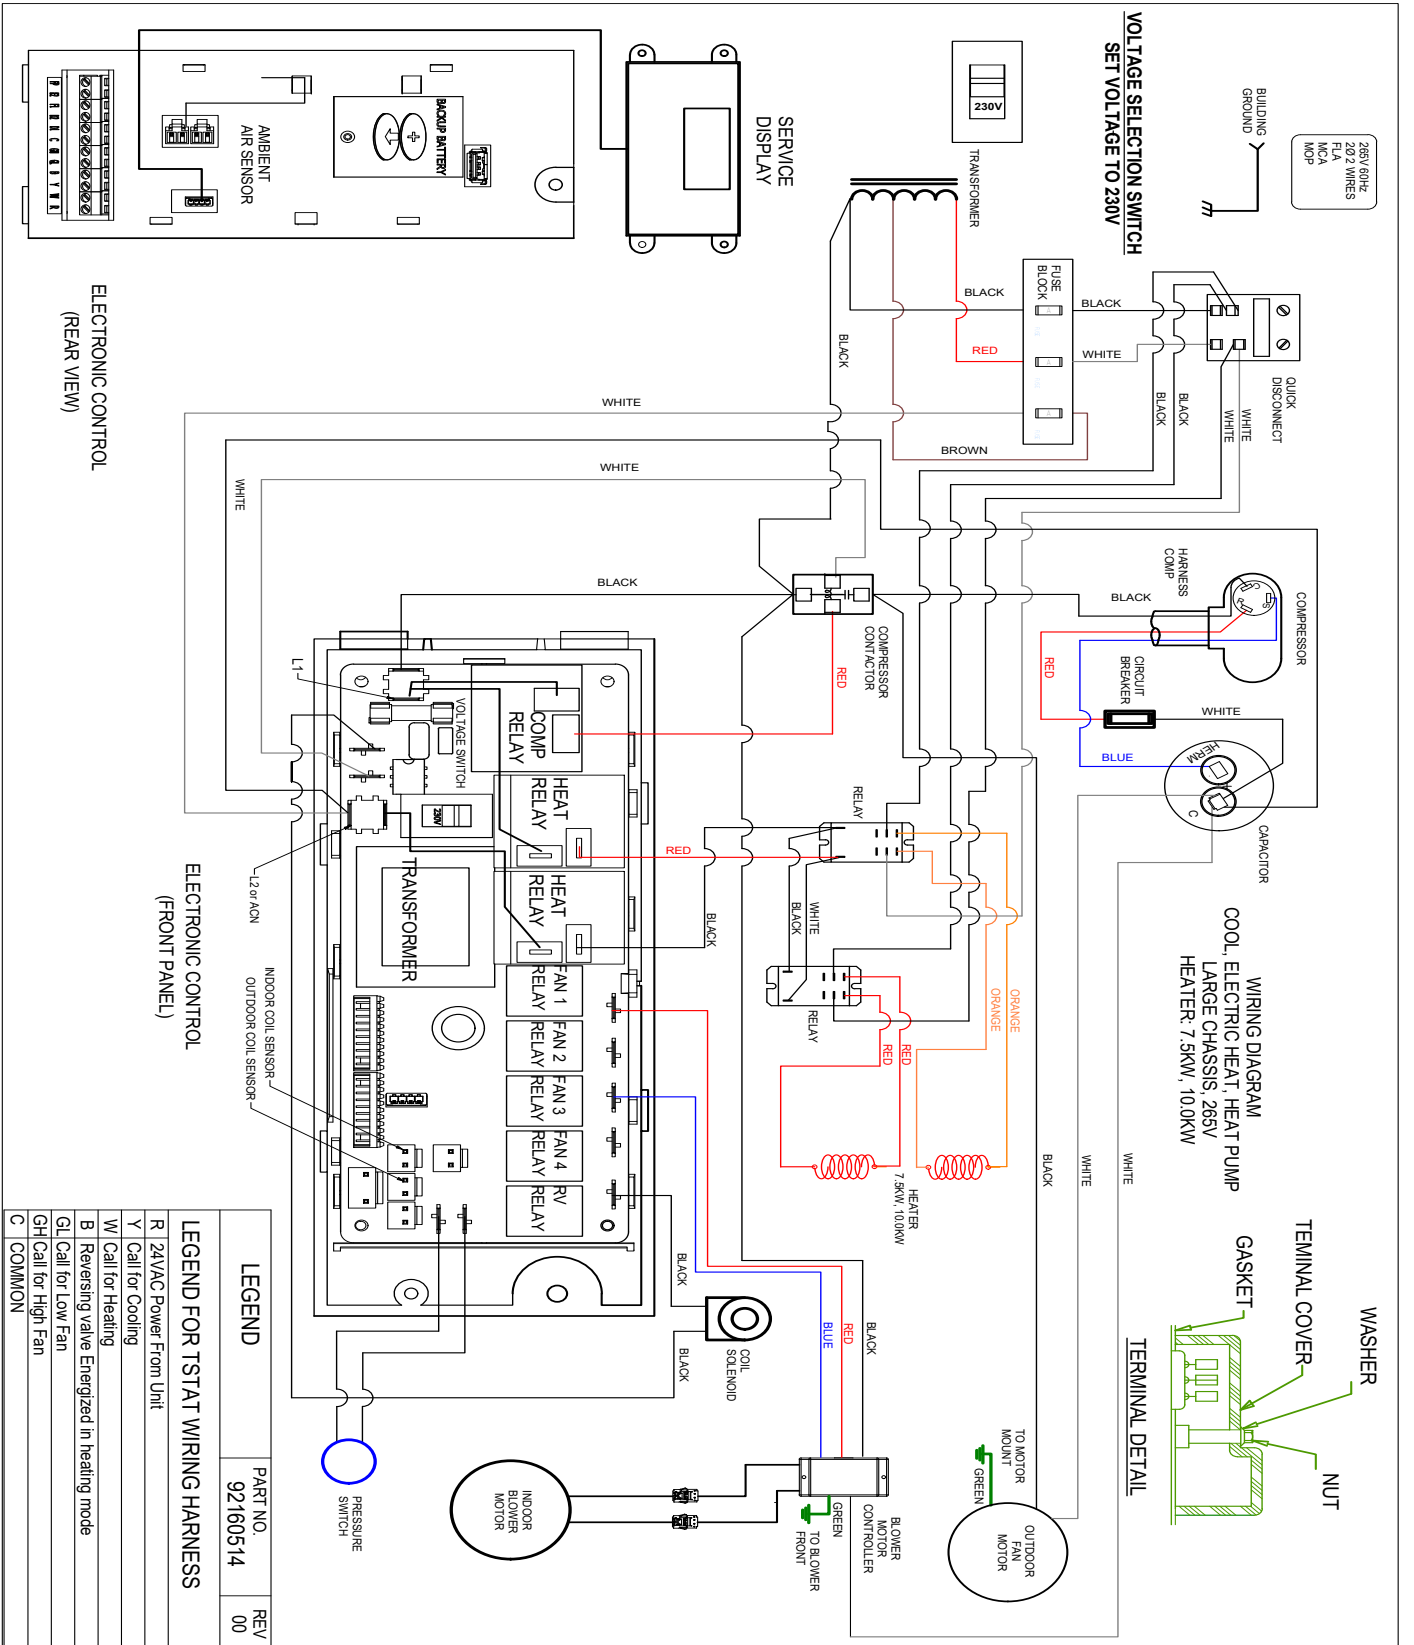 265V 60Hz
2Ø 2 WIRES
FLA
MCA
MOP
BUILDING
GROUND
VOLTAGE SELECTION SWITCH
SET VOLTAGE TO 230V
230V
TRANSFORMER
SERVICE
DISPLAY
BACKUP BATTERY
+
AMBIENT
AIR SENSOR
ELECTRONIC CONTROL
(REAR VIEW)
FUSE
BLOCK
BLACK
RED
BLACK
WHITE
BROWN
BLACK
QUICK
DISCONNECT
BLACK
BLACK
WHITE
WHITE
WHITE
WHITE
WHITE
BLACK
COMPRESSOR
CONTACTOR
RED
HARNESS
COMP
COMPRESSOR
C
S
R
BLACK
RED
BLUE
CIRCUIT
BREAKER
WHITE
HERM
C
CAPACITOR
RELAY
RED
BLACK
WHITE
BLACK
RELAY
ORANGE
ORANGE
RED
RED
HEATER
7.5KW, 10.0KW
WIRING DIAGRAM
COOL, ELECTRIC HEAT, HEAT PUMP
LARGE CHASSIS, 265V
HEATER: 7.5KW, 10.0KW
L1
VOLTAGE SWITCH
COMP
RELAY
230V
HEAT
RELAY
HEAT
RELAY
TRANSFORMER
FAN 1
RELAY
FAN 2
RELAY
FAN 3
RELAY
FAN 4
RELAY
RV
RELAY
L2 or ACN
ELECTRONIC CONTROL
(FRONT PANEL)
INDOOR COIL SENSOR
OUTDOOR COIL SENSOR
BLACK
WHITE
WHITE
BLACK
BLACK
COIL
SOLENOID
BLACK
RED
BLUE
PRESSURE
SWITCH
INDOOR
BLOWER
MOTOR
BLOWER
MOTOR
CONTROLLER
GREEN
TO BLOWER
FRONT
TO MOTOR
MOUNT
GREEN
OUTDOOR
FAN
MOTOR
WASHER
TEMINAL COVER
GASKET
NUT
TERMINAL DETAIL
LEGEND
PART NO.
92160514
REV
00
LEGEND FOR TSTAT WIRING HARNESS
R 24VAC Power From Unit
Y Call for Cooling
W Call for Heating
B Reversing valve Energized in heating mode
GL Call for Low Fan
GH Call for High Fan
C COMMON